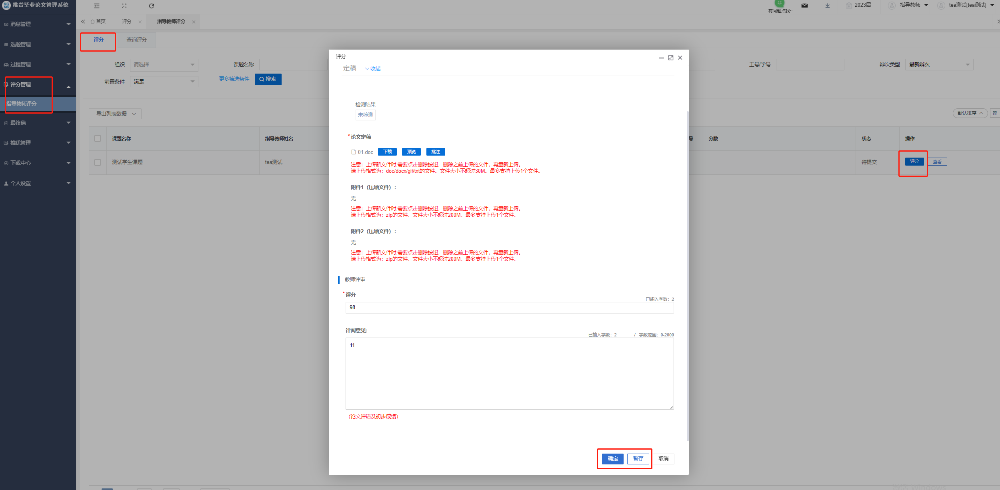 维普毕业论文管理系统
有问题点我~
2023届
指导教师
tea测试[tea测试]
消息管理
选题管理
过程管理
评分管理
指导教师评分
最终稿
推优管理
下载中心
个人设置
首页
评分
指导教师评分
评分
查询评分
组织
请选择
课题名称
工号/学号
辩次类型
最新辩次
前置条件
满足
更多筛选条件
搜索
导出列表数据
默认排序
课题名称
指导教师姓名
号
分数
状态
操作
测试学生课题
tea测试
待提交
评分
查看
评分
定稿
收起
检测结果
未检测
*论文定稿
01.doc
下载
预览
批注
注意：上传新文件时,需要点击删除按钮，删除之前上传的文件，再重新上传。
请上传格式为：doc/docx/gif/txt的文件。文件大小不超过30M。最多支持上传1个文件。
附件1（压缩文件）:
无
注意：上传新文件时,需要点击删除按钮，删除之前上传的文件，再重新上传。
请上传格式为：zip的文件。文件大小不超过200M。最多支持上传1个文件。
附件2（压缩文件）:
无
注意：上传新文件时,需要点击删除按钮，删除之前上传的文件，再重新上传。
请上传格式为：zip的文件。文件大小不超过200M。最多支持上传1个文件。
教师评审
*评分
已输入字数：2
98
评阅意见:
已输入字数：2 / 字数范围：0-2000
11
(论文评语及初步成绩)
确定
暂存
取消
激活 Windows